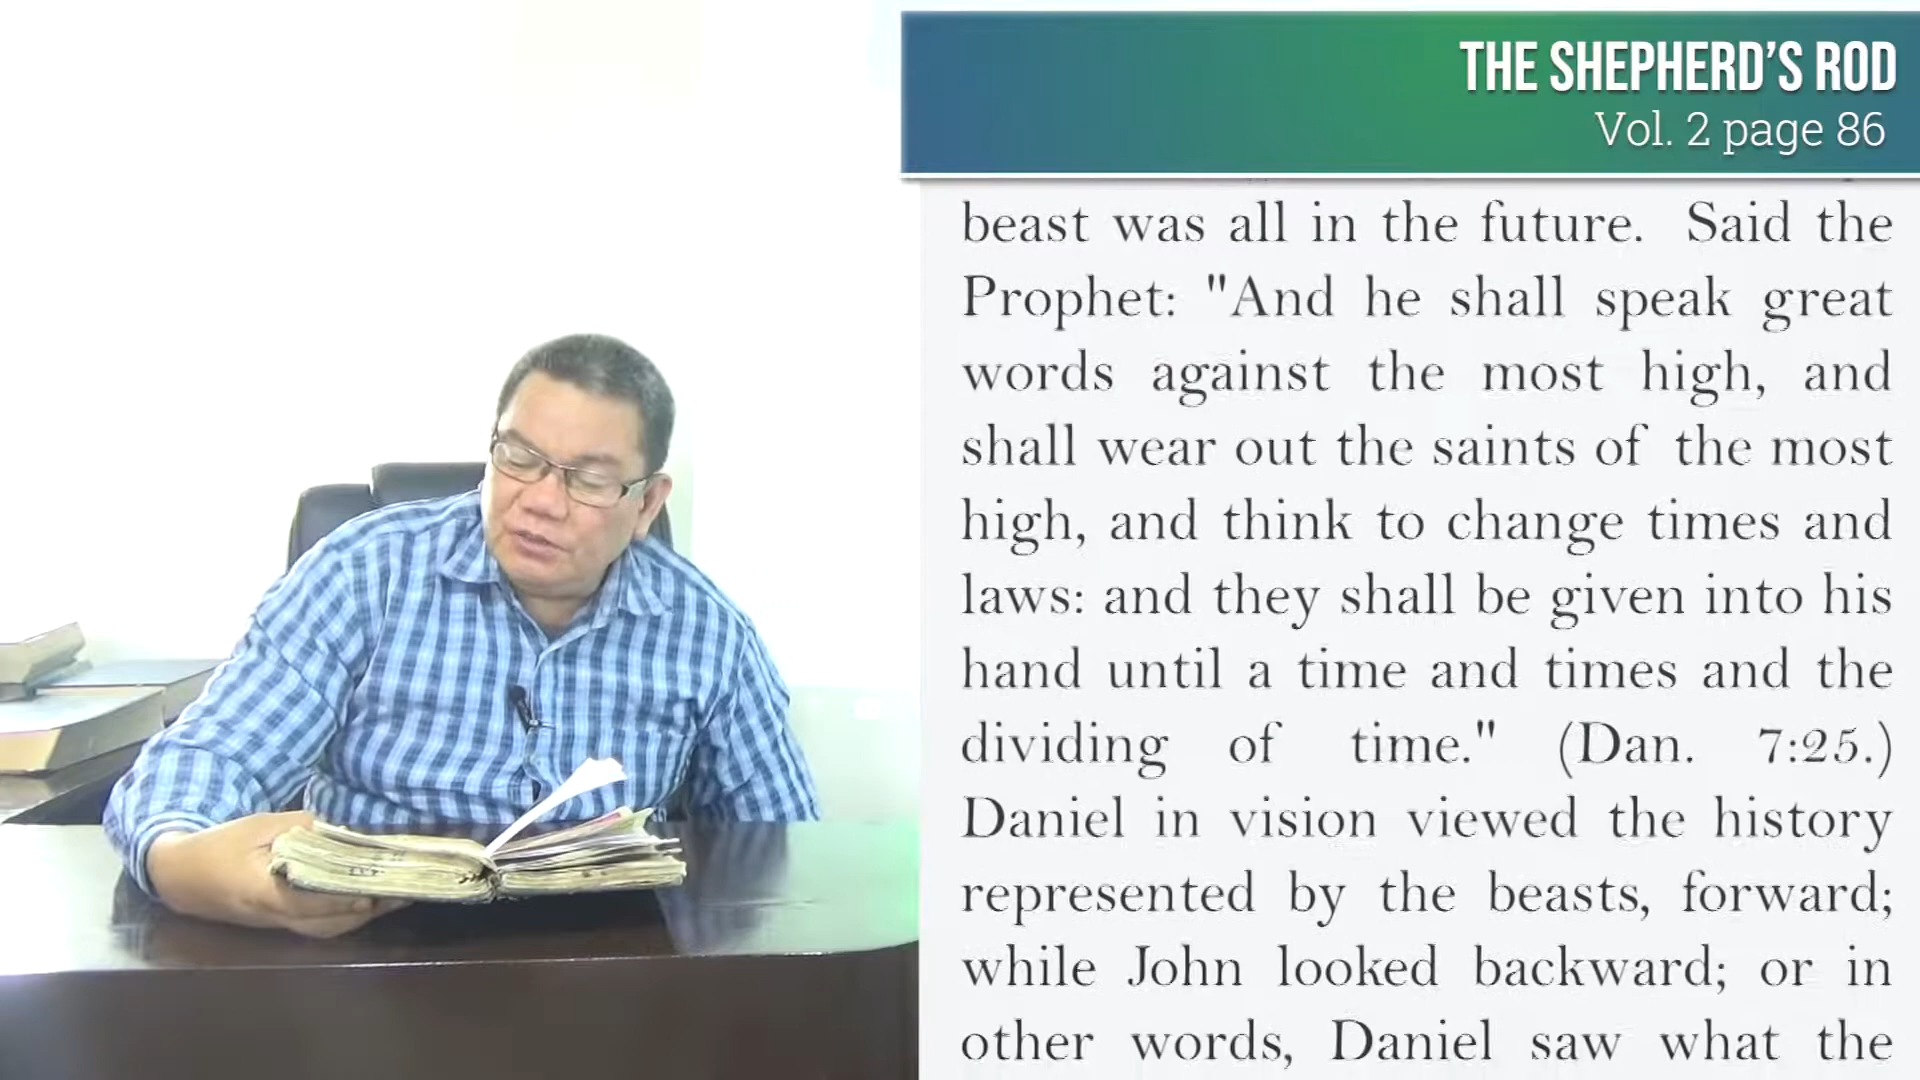 THE SHEPHERD'S ROD
Vol. 2 page 86
beast was all in the future. Said the
Prophet: "And he shall speak great
words against the most high, and
shall wear out the saints of the most
high, and think to change times and
laws: and they shall be given into his
hand until a time and times and the
dividing of time." (Dan. 7:25.)
Daniel in vision viewed the history
represented by the beasts, forward;
while John looked backward; or in
other words, Daniel saw what the